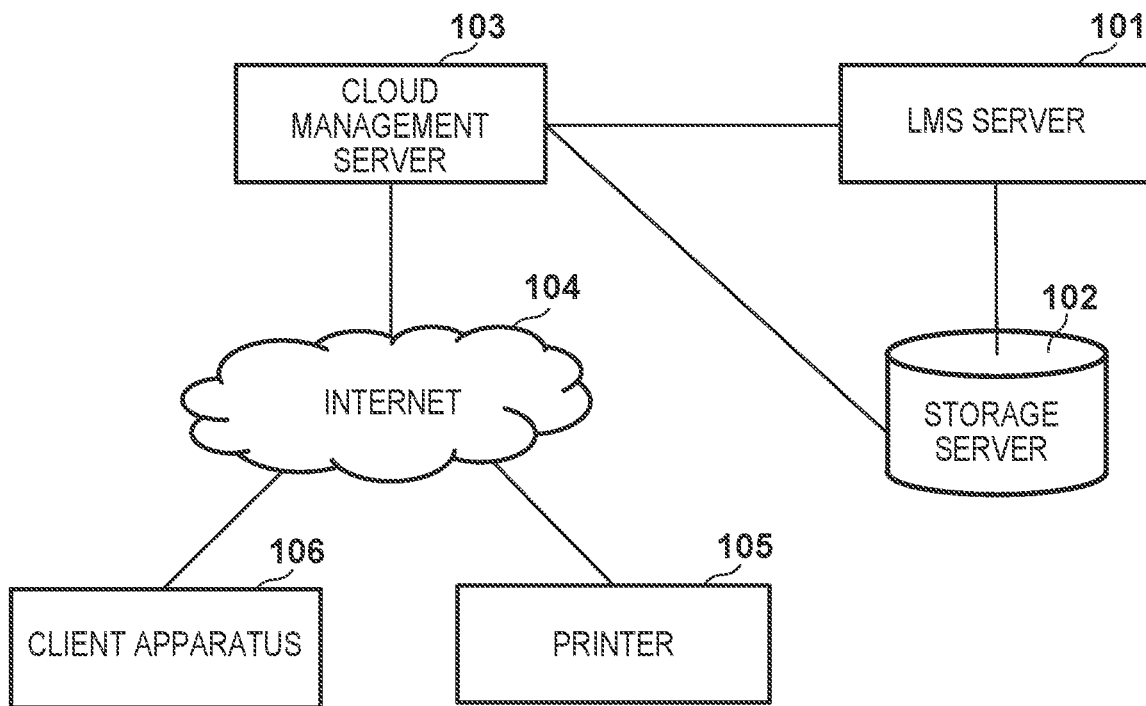 103
CLOUD
MANAGEMENT
SERVER
101
LMS SERVER
104
INTERNET
102
STORAGE
SERVER
106
CLIENT APPARATUS
105
PRINTER